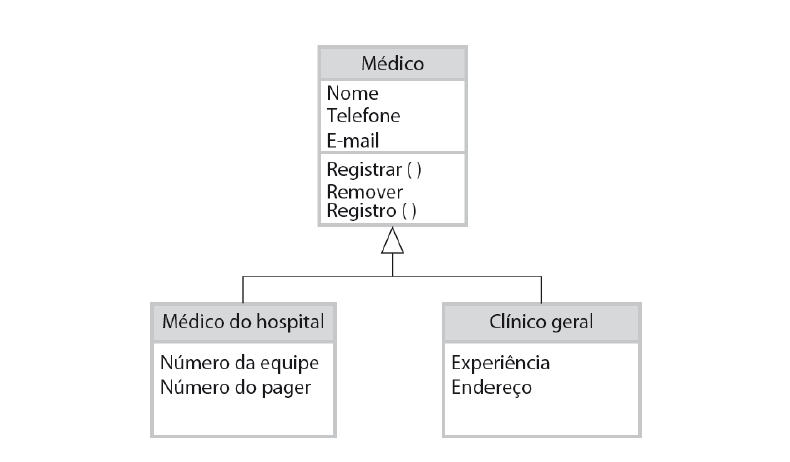 Médico
Nome
Telefone
E-mail
Registrar ( )
Remover
Registro ( )
Médico do hospital
Número da equipe
Número do pager
Clínico geral
Experiência
Endereço